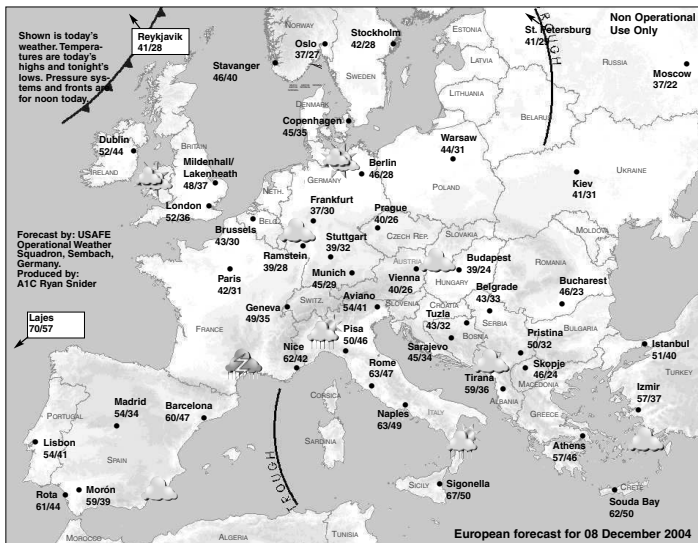 Shown is today's
weather. Tempera-
tures are today's
highs and tonight's
lows. Pressure sys-
tems and fronts are
for noon today.
Reykjavik
41/28
NORWAY
Oslo
37/27
Stockholm
42/28
ESTONIA
TROUGH
St. Petersburg
41/25
Non Operational
Use Only
RUSSIA
Stavanger
46/40
SWEDEN
LATVIA
Moscow
37/22
LITHUANIA
DENMARK
Copenhagen
45/35
BELARUS
Dublin
52/44
BRITAIN
IRELAND
Mildenhall/
Lakenheath
48/37
London
52/36
Warsaw
44/31
POLAND
Berlin
46/28
GERMANY
NETH.
UKRAINE
Kiev
41/31
Frankfurt
37/30
Prague
40/26
Brussels
43/30
BELG.
CZECH REP.
SLOVAKIA
MOLDOVA
Forecast by: USAFE
Operational Weather
Squadron, Sembach,
Germany.
Produced by:
A1C Ryan Snider
Ramstein
39/28
Stuttgart
39/32
Paris
42/31
Munich
45/29
AUSTRIA
Vienna
40/26
Budapest
39/24
HUNGARY
ROMANIA
Bucharest
46/23
Lajes
70/57
Geneva
49/35
SWITZ.
Aviano
54/41
SLOVENIA
CROATIA
Belgrade
43/33
SERBIA
FRANCE
Pisa
50/46
Tuzla
43/32
BOSNIA
Sarajevo
45/34
Pristina
50/32
BULGARIA
Istanbul
51/40
Nice
62/42
Rome
63/47
Skopje
46/24
MACEDONIA
Tirana
59/36
ALBANIA
TURKEY
Izmir
57/37
Madrid
54/34
Barcelona
60/47
CORSICA
Naples
63/49
ITALY
GREECE
PORTUGAL
Lisbon
54/41
SPAIN
SARDINIA
Athens
57/46
Rota
61/44
Morón
59/39
TROUGH
SICILY
Sigonella
67/50
CRETE
Souda Bay
62/50
MOROCCO
ALGERIA
TUNISIA
European forecast for 08 December 2004